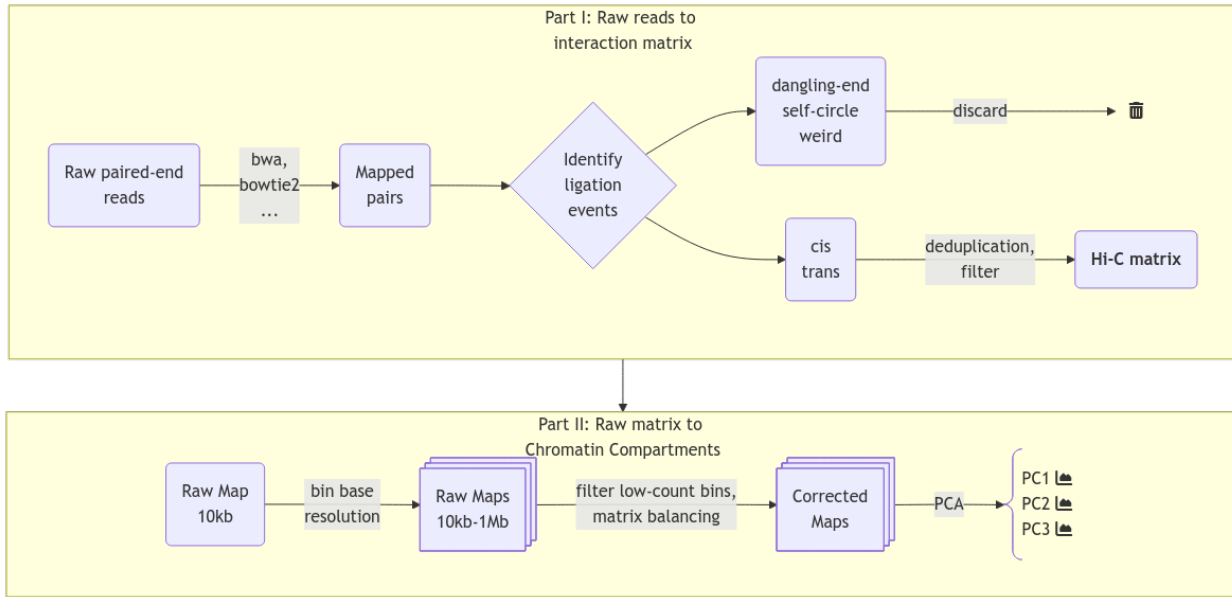 Part I: Raw reads to
interaction matrix
Raw paired-end
reads
bwa,
bowtie2
...
Mapped
pairs
Identify
ligation
events
dangling-end
self-circle
weird
discard
cis
trans
deduplication,
filter
Hi-C matrix
Part II: Raw matrix to
Chromatin Compartments
Raw Map
10kb
bin base
resolution
Raw Maps
10kb-1Mb
filter low-count bins,
matrix balancing
Corrected
Maps
PCA
PC1
PC2
PC3